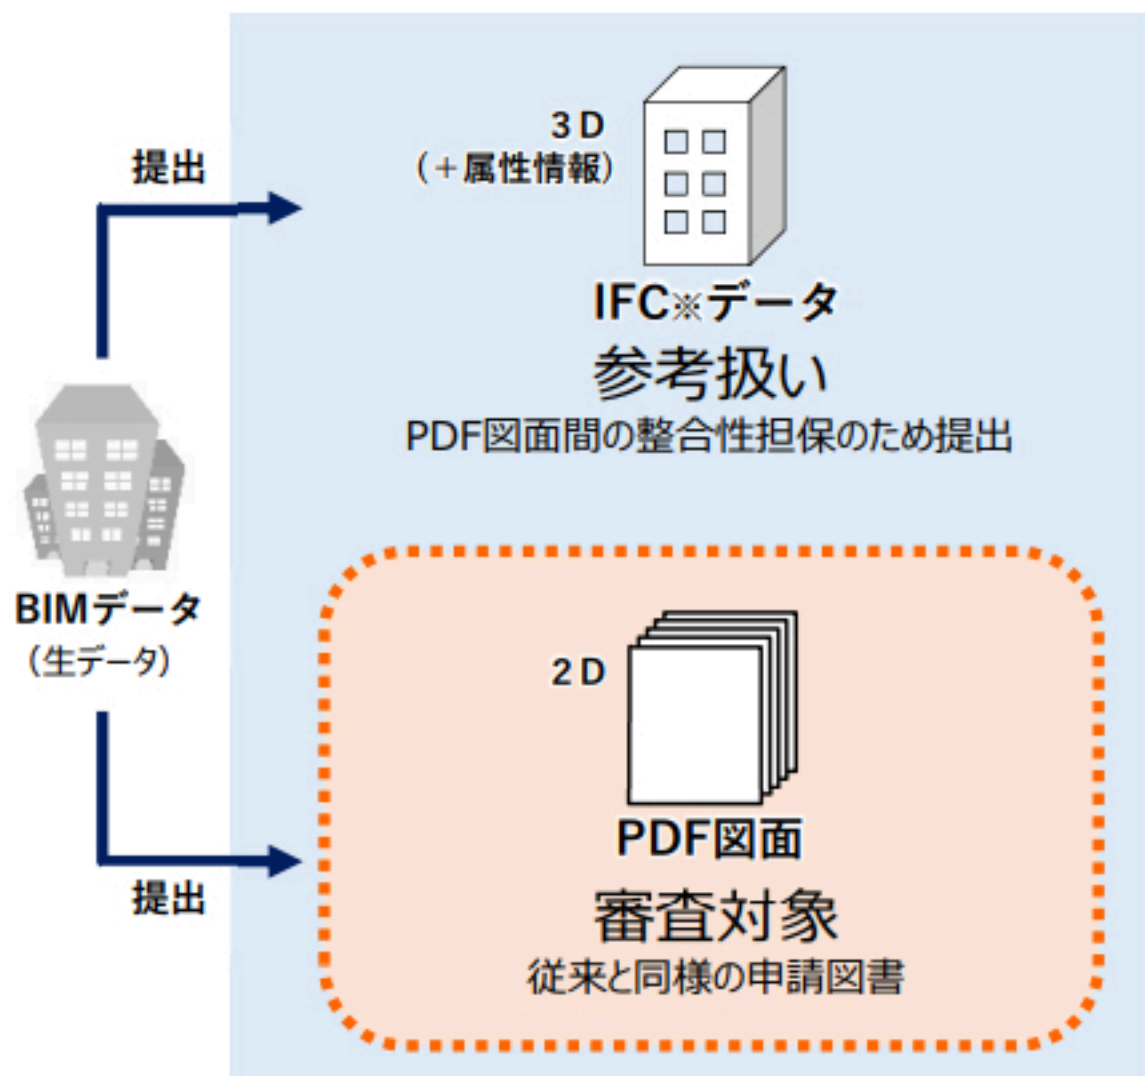 提出
3D
(+属性情報)
IFC※データ
参考扱い
PDF図面間の整合性担保のため提出
BIMデータ
(生データ)
2D
PDF図面
審査対象
従来と同様の申請図書
提出